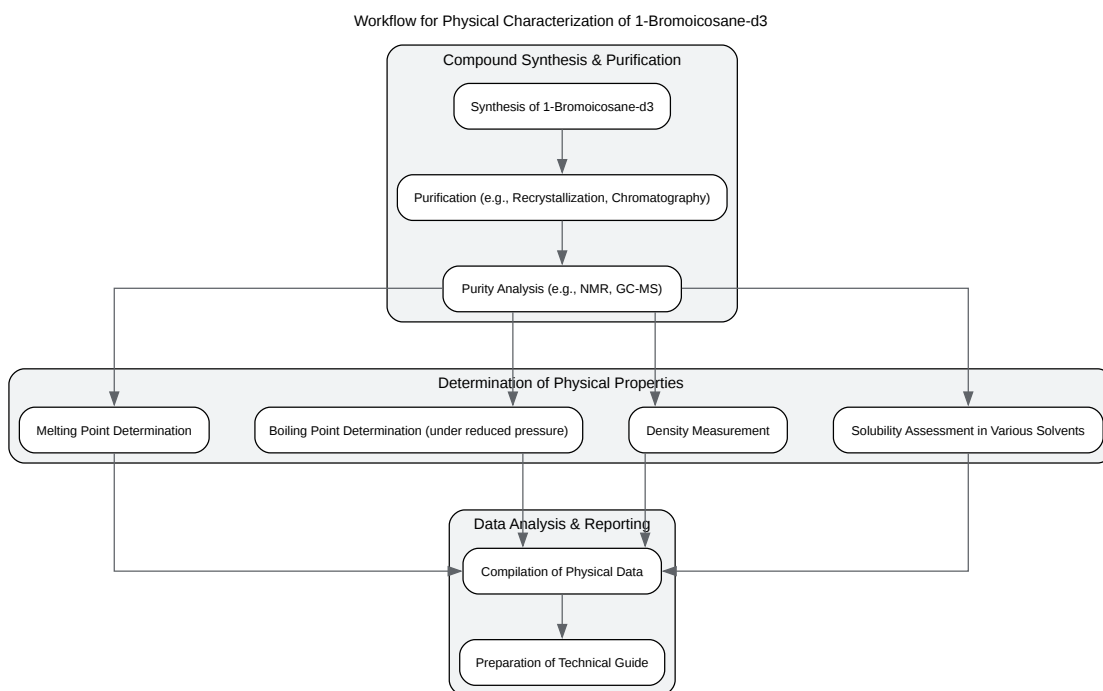 Workflow for Physical Characterization of 1-Bromoicosane-d3
Compound Synthesis & Purification
Synthesis of 1-Bromoicosane-d3
Purification (e.g., Recrystallization, Chromatography)
Purity Analysis (e.g., NMR, GC-MS)
Determination of Physical Properties
Melting Point Determination
Boiling Point Determination (under reduced pressure)
Density Measurement
Solubility Assessment in Various Solvents
Data Analysis & Reporting
Compilation of Physical Data
Preparation of Technical Guide